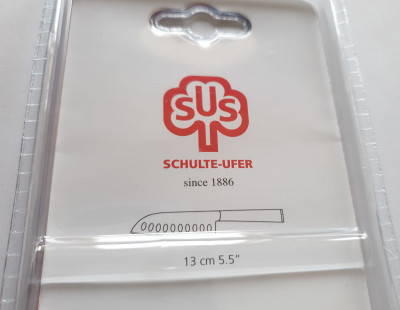 SUS
SCHULTE-UFER
since 1886
13 cm 5.5"